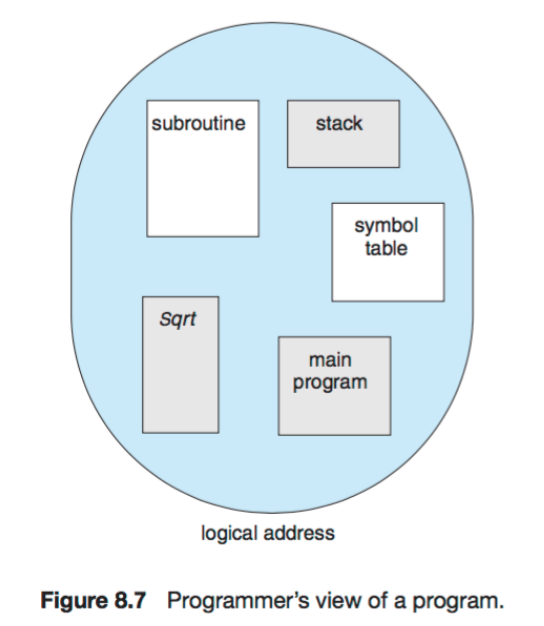 subroutine
stack
symbol
table
Sqrt
main
program
logical address
Figure 8.7 Programmer's view of a program.